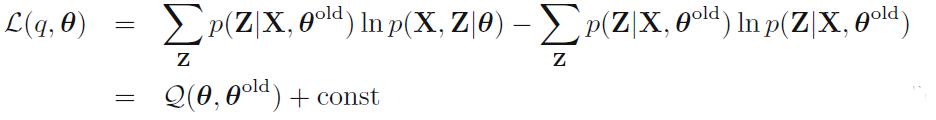 ℒ(q, θ) = ∑_Z p(Z|X, θ^old) ln p(X, Z|θ) − ∑_Z p(Z|X, θ^old) ln p(Z|X, θ^old)
= 𝒬(θ, θ^old) + const